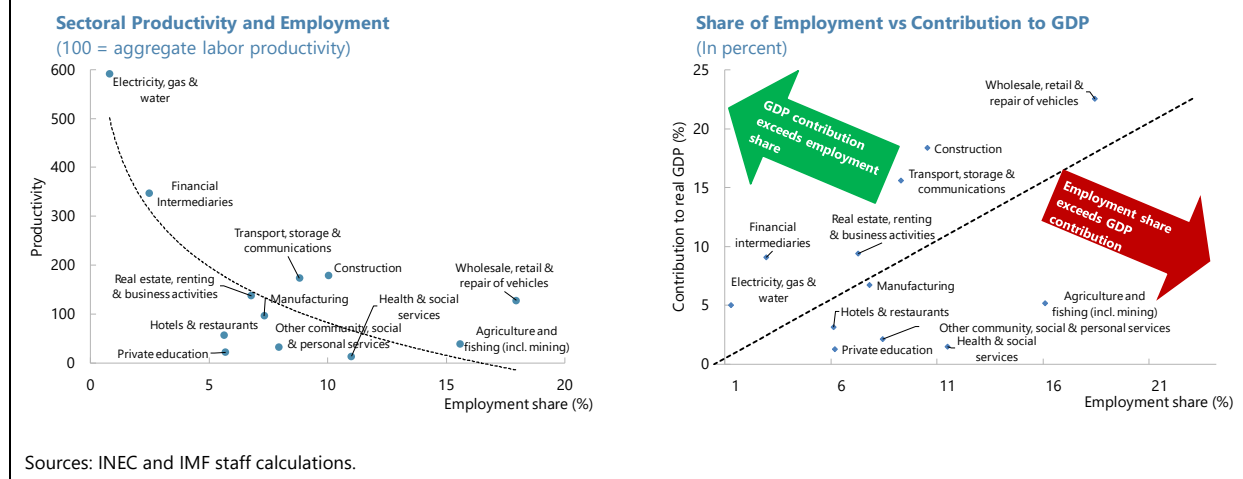 Sectoral Productivity and Employment
(100 = aggregate labor productivity)
600
500
400
300
200
100
0
Productivity
Electricity, gas &
water
Financial
Intermediaries
Transport, storage &
communications
Construction
Wholesale, retail &
repair of vehicles
Real estate, renting
& business activities
Manufacturing
Health & social
services
Hotels & restaurants
Other community, social
& personal services
Agriculture and
fishing (incl. mining)
Private education
0
5
10
15
20
Employment share (%)
Share of Employment vs Contribution to GDP
(In percent)
25
20
15
10
5
0
Contribution to real GDP (%)
Wholesale, retail &
repair of vehicles
GDP contribution
exceeds employment
share
Construction
Transport, storage &
communications
Employment share
exceeds GDP
contribution
Real estate, renting
& business activities
Financial
intermediaries
Electricity, gas &
water
Manufacturing
Agriculture and
fishing (incl. mining)
Hotels & restaurants
Other community, social & personal services
Private education
Health & social
services
1
6
11
16
21
Employment share (%)
Sources: INEC and IMF staff calculations.